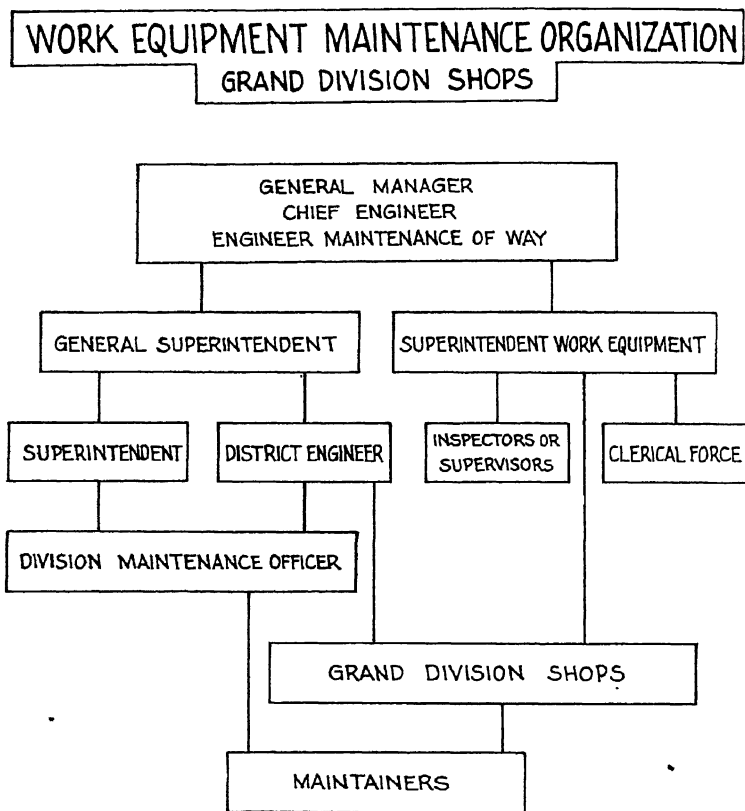 WORK EQUIPMENT MAINTENANCE ORGANIZATION
GRAND DIVISION SHOPS
GENERAL MANAGER
CHIEF ENGINEER
ENGINEER MAINTENANCE OF WAY
GENERAL SUPERINTENDENT
SUPERINTENDENT WORK EQUIPMENT
SUPERINTENDENT
DISTRICT ENGINEER
INSPECTORS OR
SUPERVISORS
CLERICAL FORCE
DIVISION MAINTENANCE OFFICER
GRAND DIVISION SHOPS
MAINTAINERS